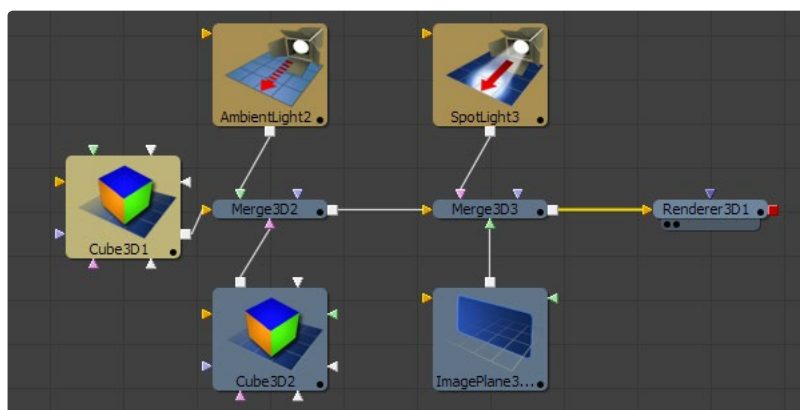 AmbientLight2
SpotLight3
Cube3D1
Merge3D2
Merge3D3
Renderer3D1
Cube3D2
ImagePlane3...